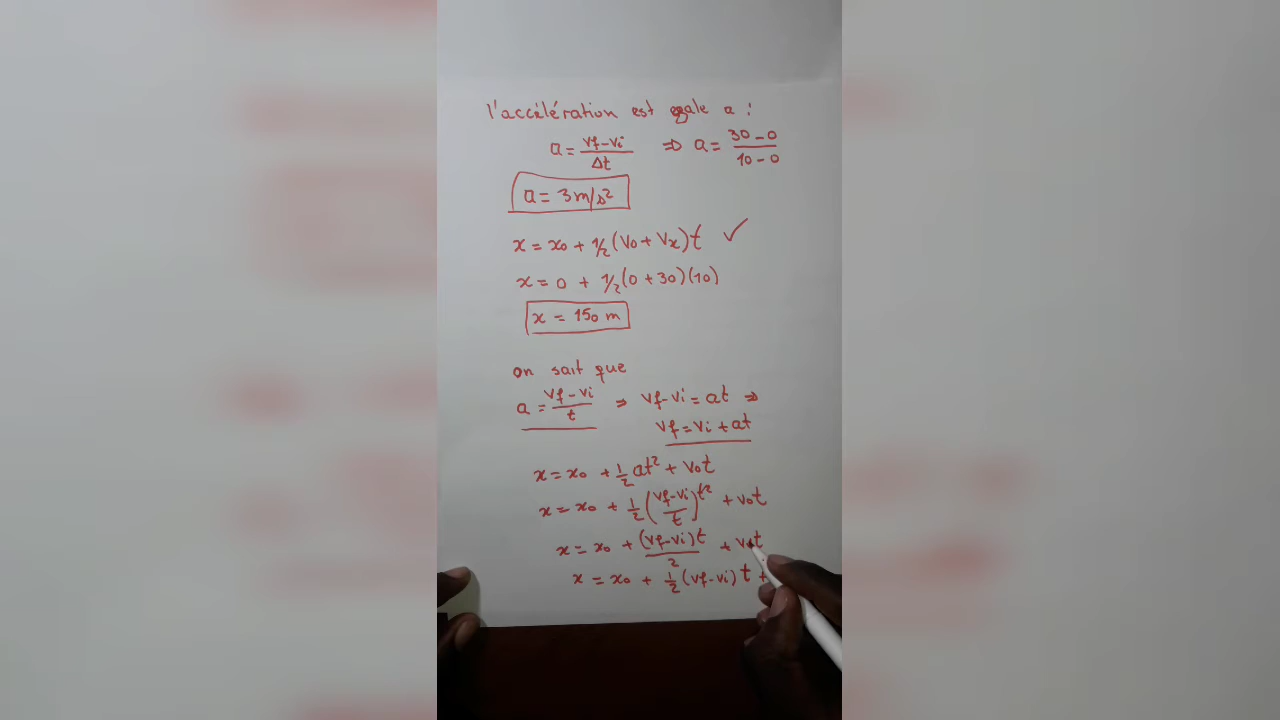 l'accélération est egale a :
a = vf-vi / Δt ⇒ a = 30-0 / 10-0
a = 3 m/s²
x = x0 + 1/2 (V0 + Vx) t ✓
x = 0 + 1/2 (0 + 30) (10)
x = 150 m
on sait que
a = vf-vi / t ⇒ vf-vi = at ⇒
vf = vi + at
x = x0 + 1/2 at² + v0t
x = x0 + 1/2 (vf-vi / t) t² + v0t
x = x0 + (vf-vi)t / 2 + v0t
x = x0 + 1/2 (vf-vi) t +